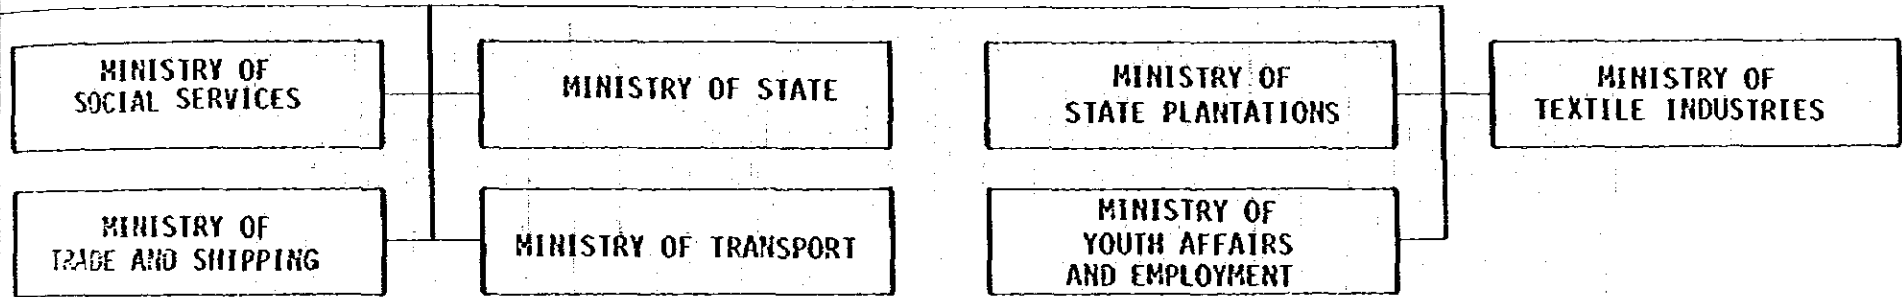 MINISTRY OF
SOCIAL SERVICES
MINISTRY OF STATE
MINISTRY OF
STATE PLANTATIONS
MINISTRY OF
TEXTILE INDUSTRIES
MINISTRY OF
TRADE AND SHIPPING
MINISTRY OF TRANSPORT
MINISTRY OF
YOUTH AFFAIRS
AND EMPLOYMENT